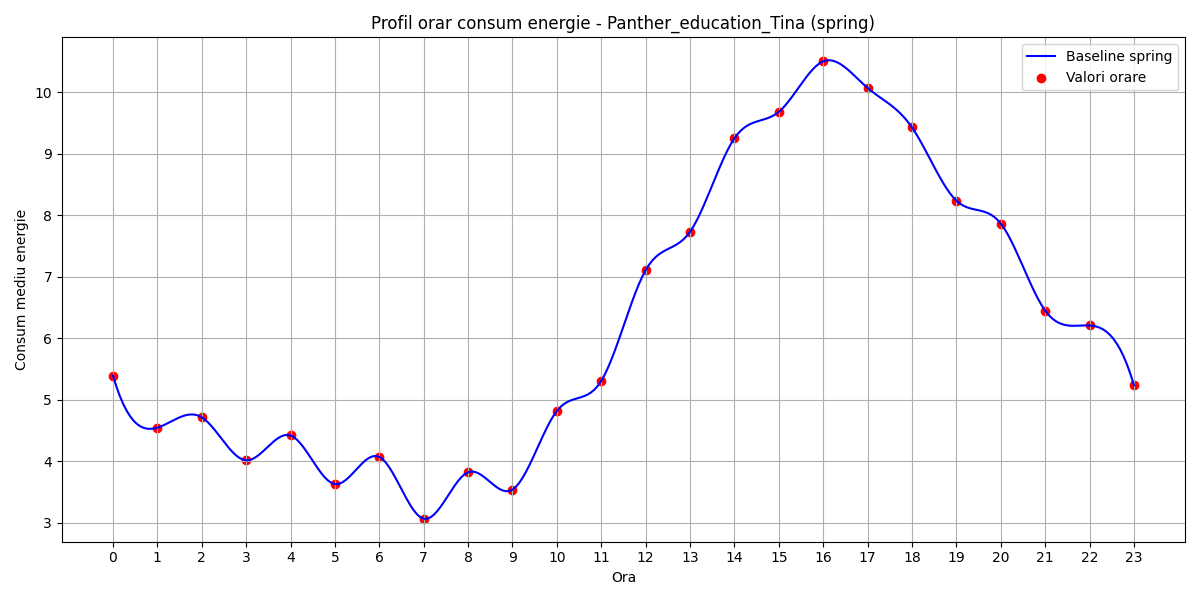 Profil orar consum energie - Panther_education_Tina (spring)
Baseline spring
Valori orare
Consum mediu energie
10
9
8
7
6
5
4
3
0 1 2 3 4 5 6 7 8 9 10 11 12 13 14 15 16 17 18 19 20 21 22 23
Ora